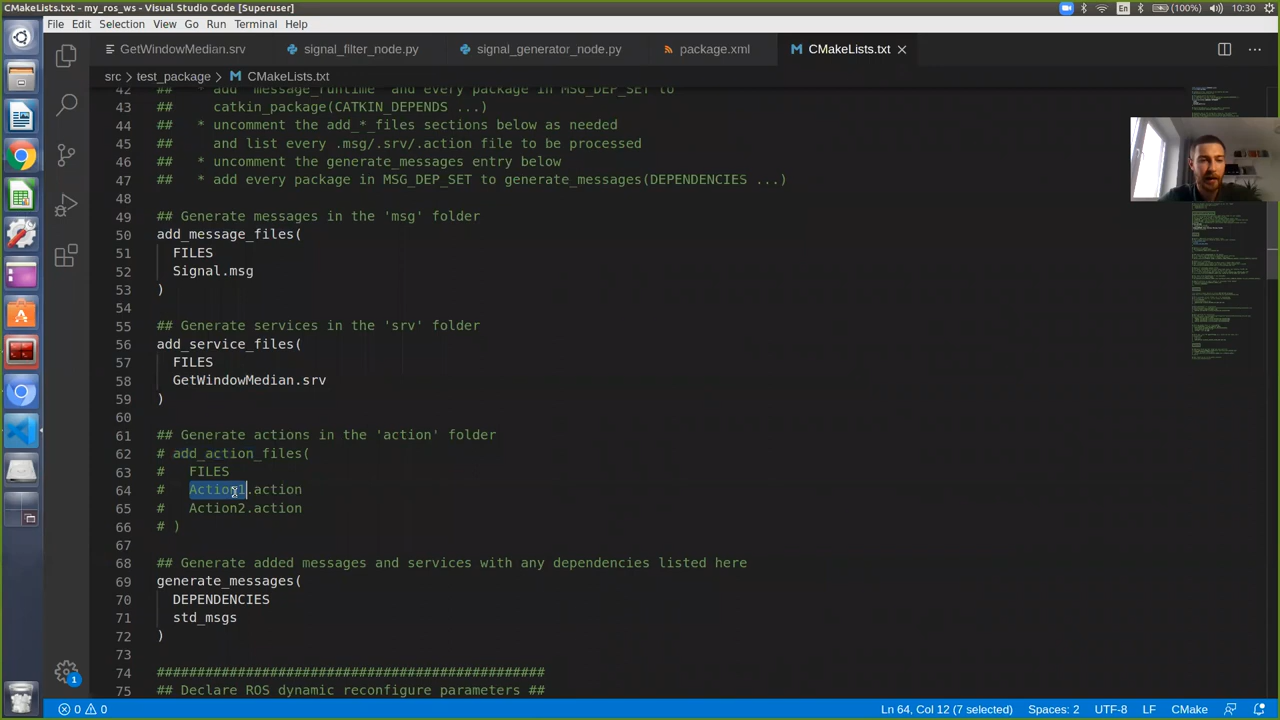 CMakeLists.txt - my_ros_ws - Visual Studio Code [Superuser]
En (100%) 10:30
File Edit Selection View Go Run Terminal Help
GetWindowMedian.srv signal_filter_node.py signal_generator_node.py package.xml CMakeLists.txt
src > test_package > CMakeLists.txt
42 ## * add "message_runtime" and every package in MSG_DEP_SET to
43 ## catkin_package(CATKIN_DEPENDS ...)
44 ## * uncomment the add_*_files sections below as needed
45 ## and list every .msg/.srv/.action file to be processed
46 ## * uncomment the generate_messages entry below
47 ## * add every package in MSG_DEP_SET to generate_messages(DEPENDENCIES ...)
48
49 ## Generate messages in the 'msg' folder
50 add_message_files(
51 FILES
52 Signal.msg
53 )
54
55 ## Generate services in the 'srv' folder
56 add_service_files(
57 FILES
58 GetWindowMedian.srv
59 )
60
61 ## Generate actions in the 'action' folder
62 # add_action_files(
63 # FILES
64 # Action1.action
65 # Action2.action
66 # )
67
68 ## Generate added messages and services with any dependencies listed here
69 generate_messages(
70 DEPENDENCIES
71 std_msgs
72 )
73
74 ################################################
75 ## Declare ROS dynamic reconfigure parameters ##
1
0 0 Ln 64, Col 12 (7 selected) Spaces: 2 UTF-8 LF CMake